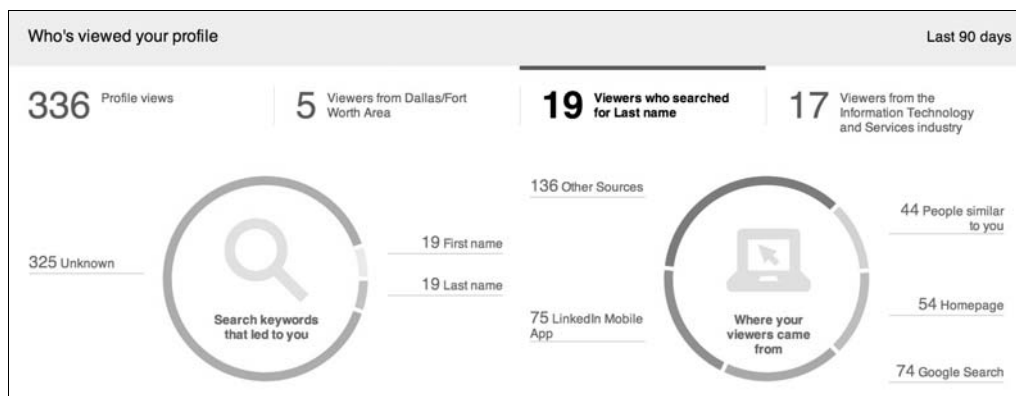 Who's viewed your profile
Last 90 days
336 Profile views
5 Viewers from Dallas/Fort
Worth Area
19 Viewers who searched
for Last name
17 Viewers from the
Information Technology
and Services industry
325 Unknown
19 First name
19 Last name
Search keywords
that led to you
136 Other Sources
44 People similar
to you
54 Homepage
75 LinkedIn Mobile
App
74 Google Search
Where your
viewers came
from